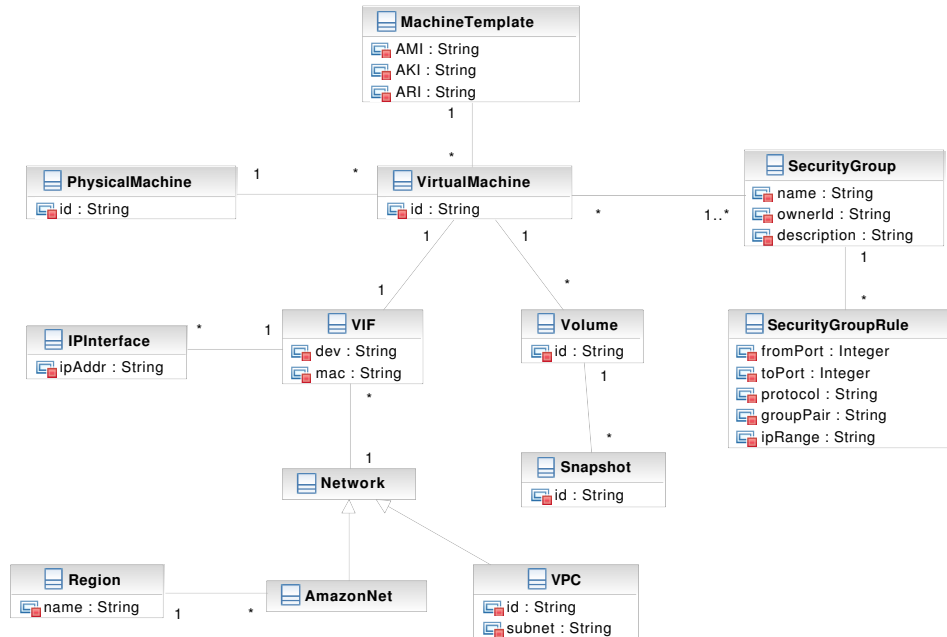 MachineTemplate
AMI : String
AKI : String
ARI : String
1
*
PhysicalMachine
id : String
1
*
VirtualMachine
id : String
*
1..*
SecurityGroup
name : String
ownerId : String
description : String
1
*
SecurityGroupRule
fromPort : Integer
toPort : Integer
protocol : String
groupPair : String
ipRange : String
1
1
1
*
IPInterface
ipAddr : String
*
1
VIF
dev : String
mac : String
Volume
id : String
1
*
Snapshot
id : String
*
1
Network
Region
name : String
1
*
AmazonNet
VPC
id : String
subnet : String